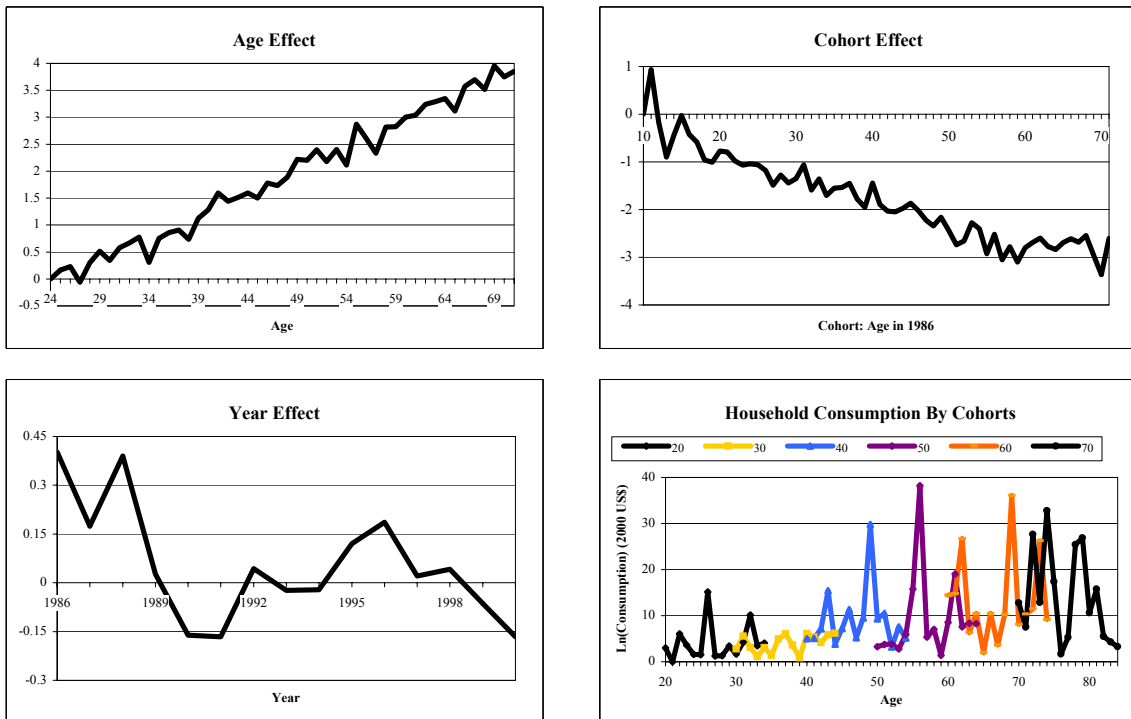 Age Effect
4
3.5
3
2.5
2
1.5
1
0.5
0
-0.5
24 29 34 39 44 49 54 59 64 69
Age
Cohort Effect
1
0
-1
-2
-3
-4
10 20 30 40 50 60 70
Cohort: Age in 1986
Year Effect
0.45
0.3
0.15
0
-0.15
-0.3
1986 1989 1992 1995 1998
Year
Household Consumption By Cohorts
20 30 40 50 60 70
Ln(Consumption) (2000 US$)
40
30
20
10
0
20 30 40 50 60 70 80
Age